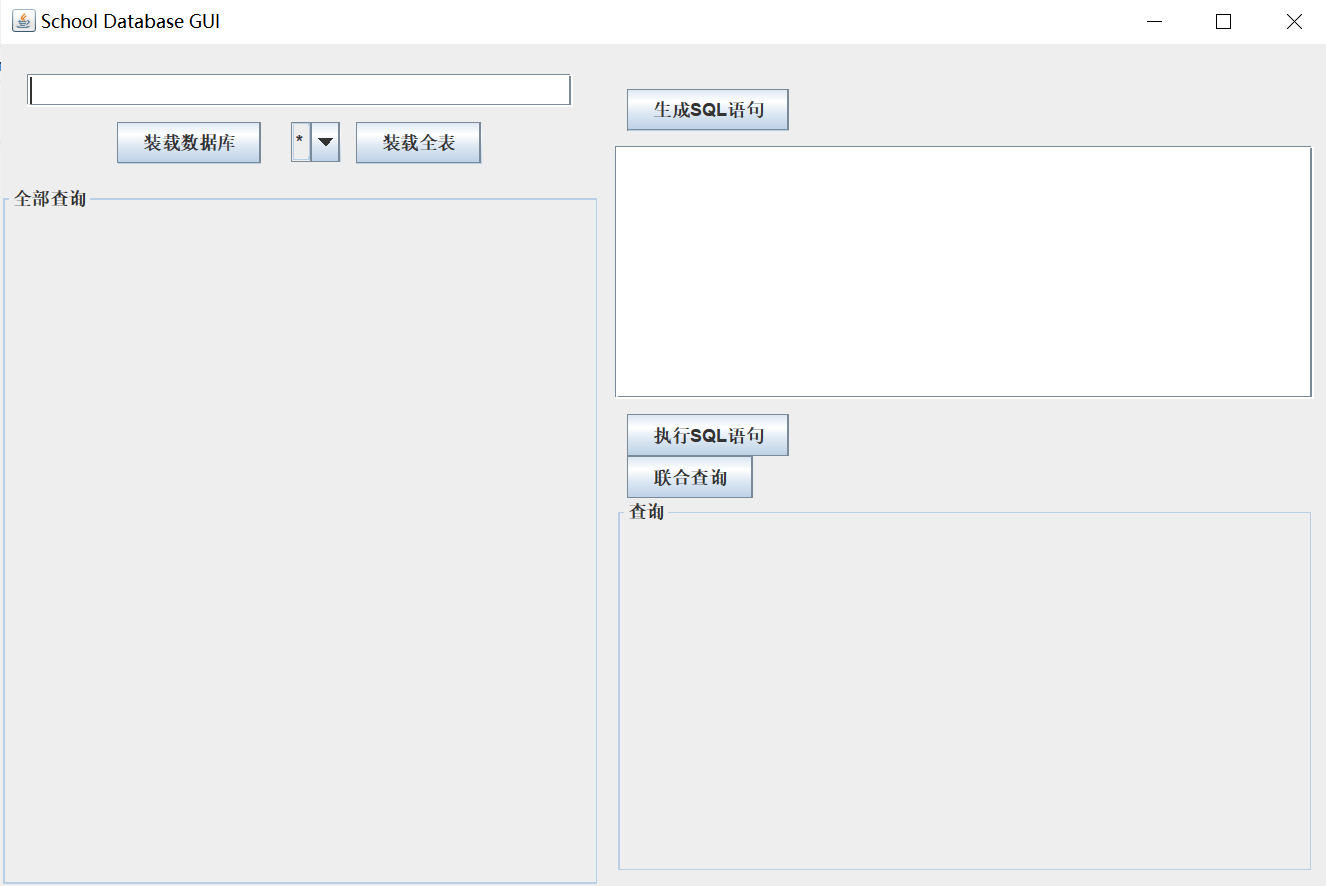 School Database GUI
装载数据库
*
装载全表
全部查询
生成SQL语句
执行SQL语句
联合查询
查询